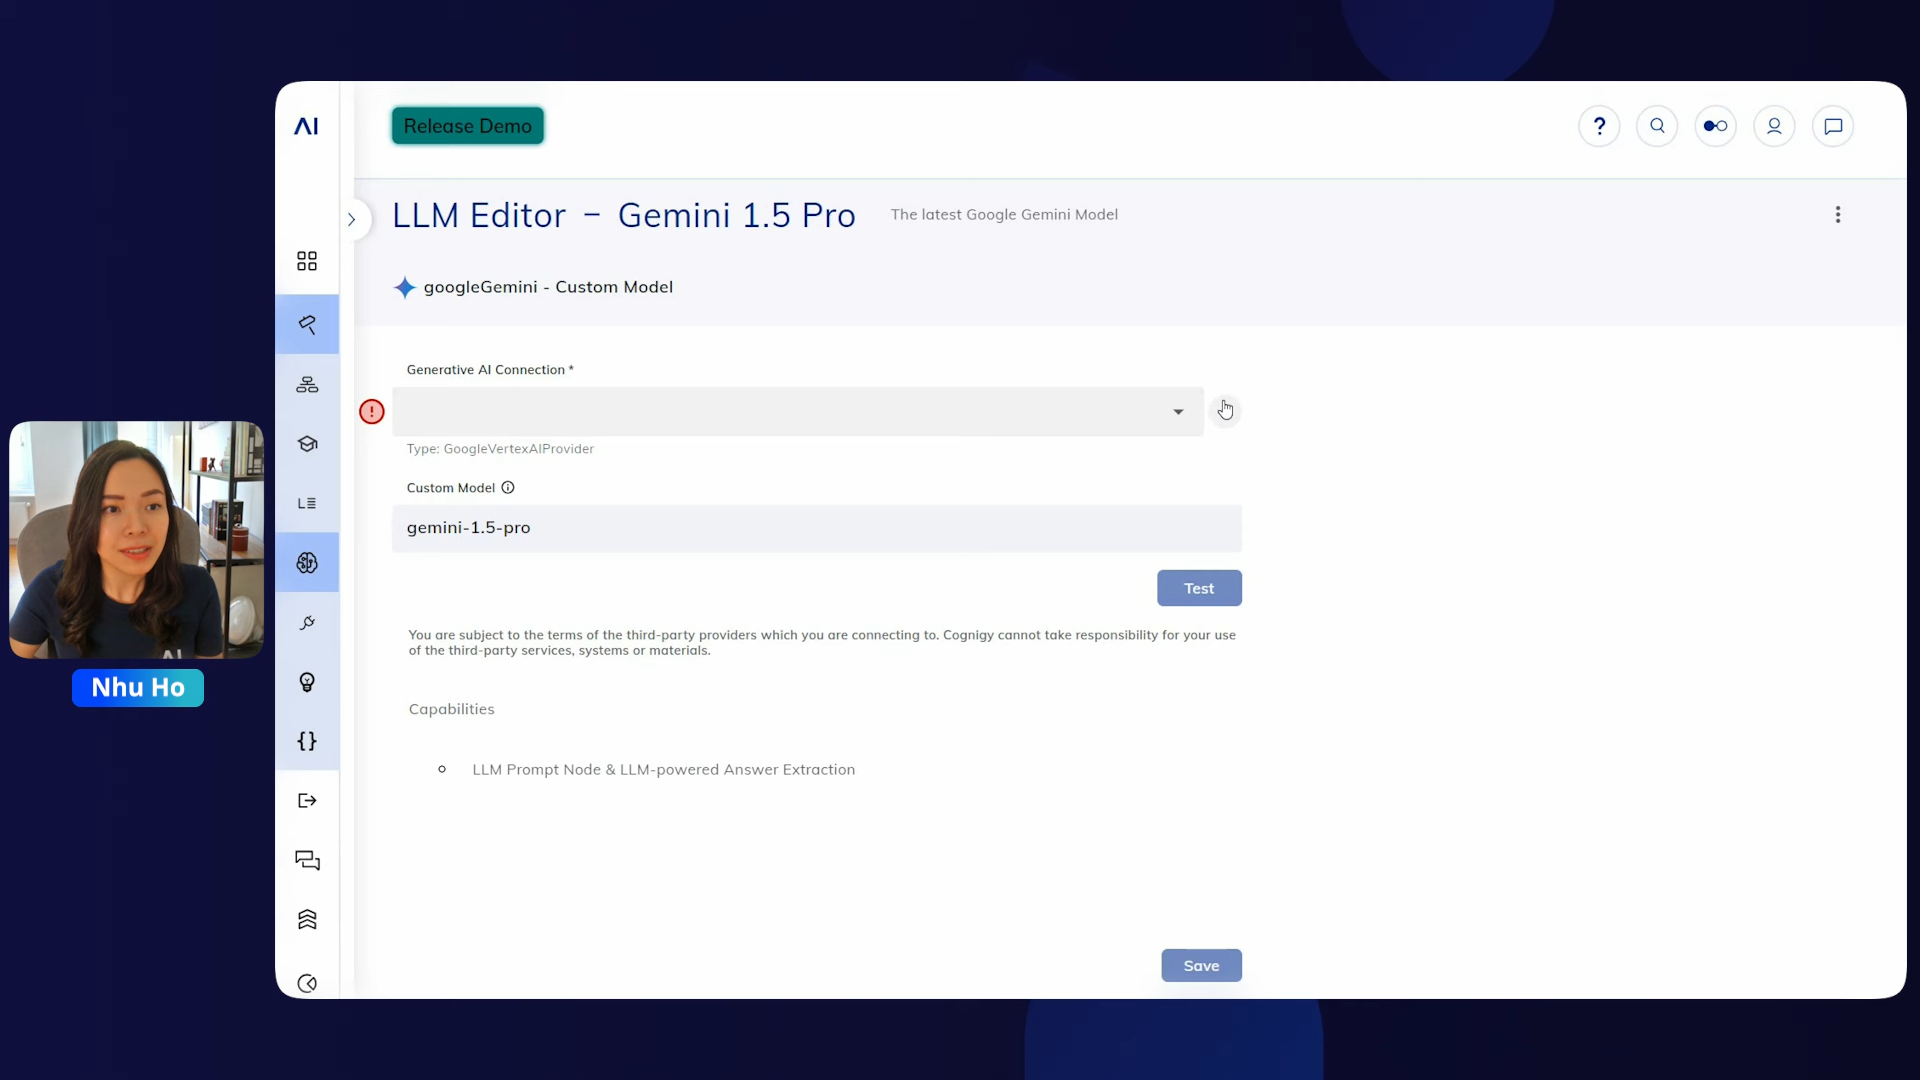 AI
Release Demo
?
LLM Editor – Gemini 1.5 Pro
The latest Google Gemini Model
googleGemini - Custom Model
Generative AI Connection *
!
Type: GoogleVertexAIProvider
Custom Model
gemini-1.5-pro
Test
You are subject to the terms of the third-party providers which you are connecting to. Cognigy cannot take responsibility for your use
of the third-party services, systems or materials.
Capabilities
LLM Prompt Node & LLM-powered Answer Extraction
Save
AI
Nhu Ho